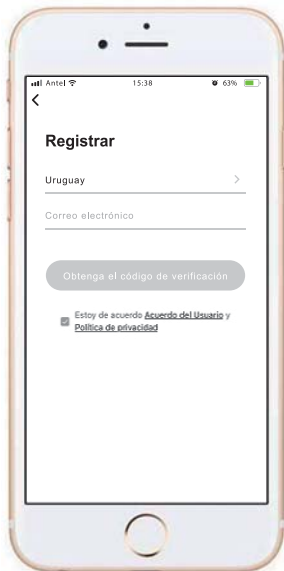 Antel 15:38 63%
Registrar
Uruguay
Correo electrónico
Obtenga el código de verificación
Estoy de acuerdo Acuerdo del Usuario y
Política de privacidad